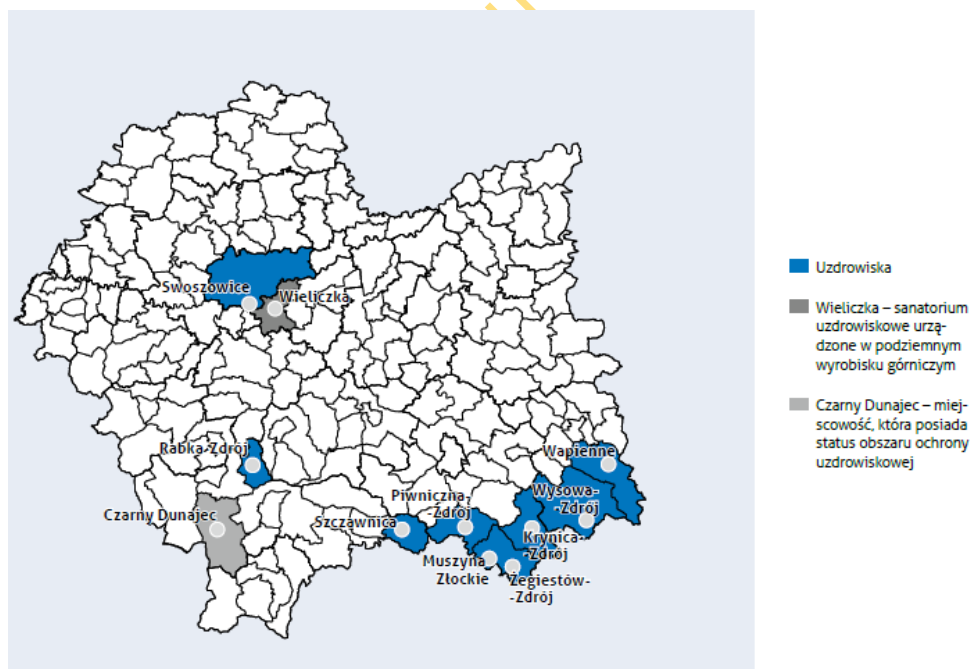 Swoszowice
Wieliczka
Rabka-Zdrój
Czarny Dunajec
Szczawnica
Piwniczna-
-Zdrój
Muszyna
Złockie
Żegiestów-
-Zdrój
Krynica-
-Zdrój
Wysowa-
-Zdrój
Wapienne
Uzdrowiska
Wieliczka – sanatorium
uzdrowiskowe urzą-
dzone w podziemnym
wyrobisku górniczym
Czarny Dunajec – miej-
scowość, która posiada
status obszaru ochrony
uzdrowiskowej